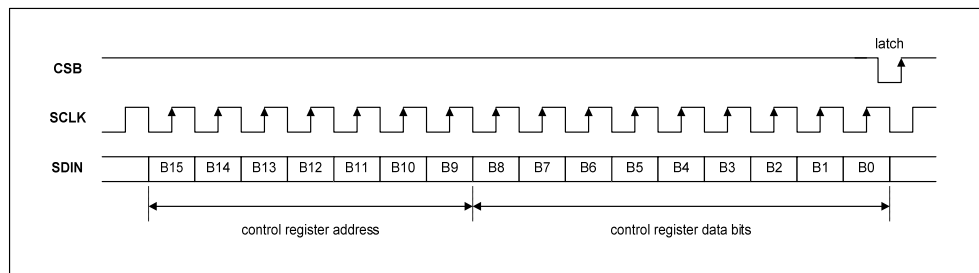 latch
CSB
SCLK
SDIN B15 B14 B13 B12 B11 B10 B9 B8 B7 B6 B5 B4 B3 B2 B1 B0
control register address control register data bits